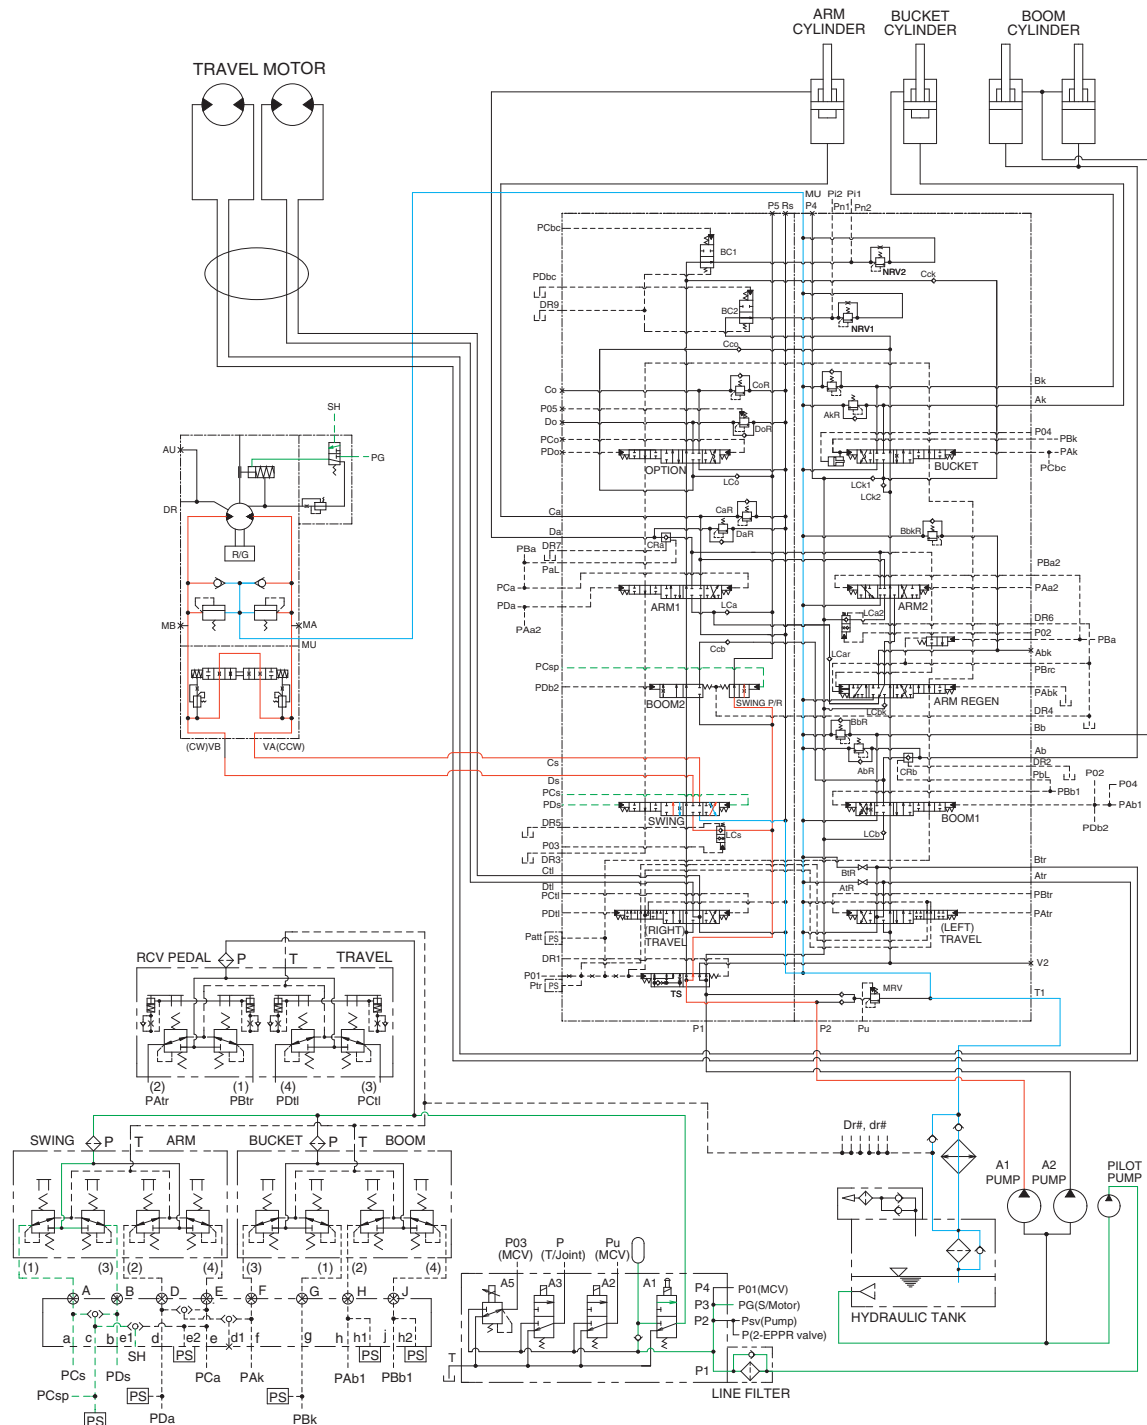 ARM
CYLINDER
BUCKET
CYLINDER
BOOM
CYLINDER
TRAVEL MOTOR
MU Pi2 Pi1
P5 Rs P4 Pn1 Pn2
PCbc
BC1
NRV2
PDbc
Cck
DR9
BC2
NRV1
Cco
Co
CoR
Bk
AkR
Ak
SH
P05
Do
DoR
P04
PBk
PCo
PAk
AU
PG
PDo
OPTION
BUCKET
PCbc
LCo
LCk1
LCk2
DR
Ca
CaR
Da
DaR
BbkR
CRa
DR7
PBa
PaL
R/G
PBa2
PCa
PAa2
PDa
ARM1
ARM2
LCa
LCa2
MB
MA
PAa2
DR6
MU
P02
PBa
Ccb
LCar
Abk
PCsp
PBrc
PDb2
PAbk
BOOM2
SWING P/R
ARM REGEN
LCbk
DR4
BbR
Bb
(CW)VB
VA(CCW)
AbR
CRb
Ab
Cs
DR2
Ds
PbL
P02
PCs
PBb1
P04
PDs
PAb1
SWING
BOOM1
PDb2
DR5
LCs
LCb
P03
DR3
Btr
Ctl
BtR
Atr
Dtl
AtR
PCtl
PBtr
PDtl
PAtr
(RIGHT)
TRAVEL
(LEFT)
TRAVEL
Patt PS
DR1
V2
P01
Ptr PS
TS
MRV
T1
P1
P2
Pu
RCV PEDAL
P
T
TRAVEL
(2)
(1)
(4)
(3)
PAtr
PBtr
PDtl
PCtl
SWING
P
T
ARM
BUCKET
P
T
BOOM
Dr#, dr#
A1
PUMP
A2
PUMP
PILOT
PUMP
(1)
(3)
(2)
(4)
(3)
(1)
(2)
(4)
A
B
D
E
F
G
H
J
a
c
b
e1
d
e2
e
d1
f
g
h
h1
j
h2
SH
PS
PS
PS
PCs
PDs
PCa
PAk
PAb1
PBb1
PCsp
PS
PS
PS
PDa
PBk
P03
(MCV)
P
(T/Joint)
Pu
(MCV)
A5
A3
A2
A1
P4
P01(MCV)
P3
PG(S/Motor)
P2
Psv(Pump)
P(2-EPPR valve)
T
P1
LINE FILTER
HYDRAULIC TANK